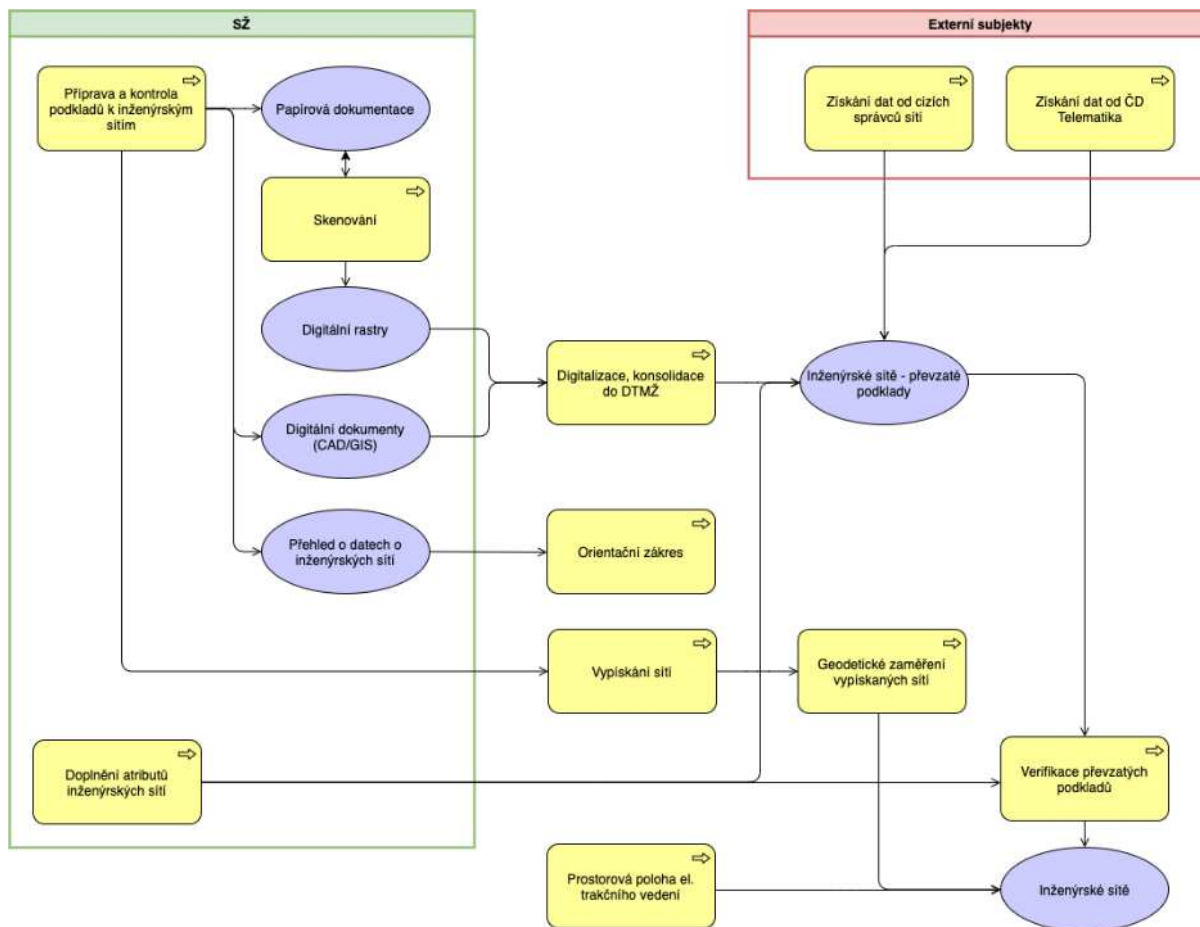 SŽ
Externí subjekty
Příprava a kontrola
podkladů k inženýrským
sítím
Papírová dokumentace
Získání dat od cizích
správců sítí
Získání dat od ČD
Telematika
Skenování
Digitální rastry
Digitalizace, konsolidace
do DTMŽ
Inženýrské sítě - převzaté
podklady
Digitální dokumenty
(CAD/GIS)
Přehled o datech o
inženýrských sítí
Orientační zákres
Vypískání sítí
Geodetické zaměření
vypískaných sítí
Doplnění atributů
inženýrských sítí
Verifikace převzatých
podkladů
Prostorová poloha el.
trakčního vedení
Inženýrské sítě